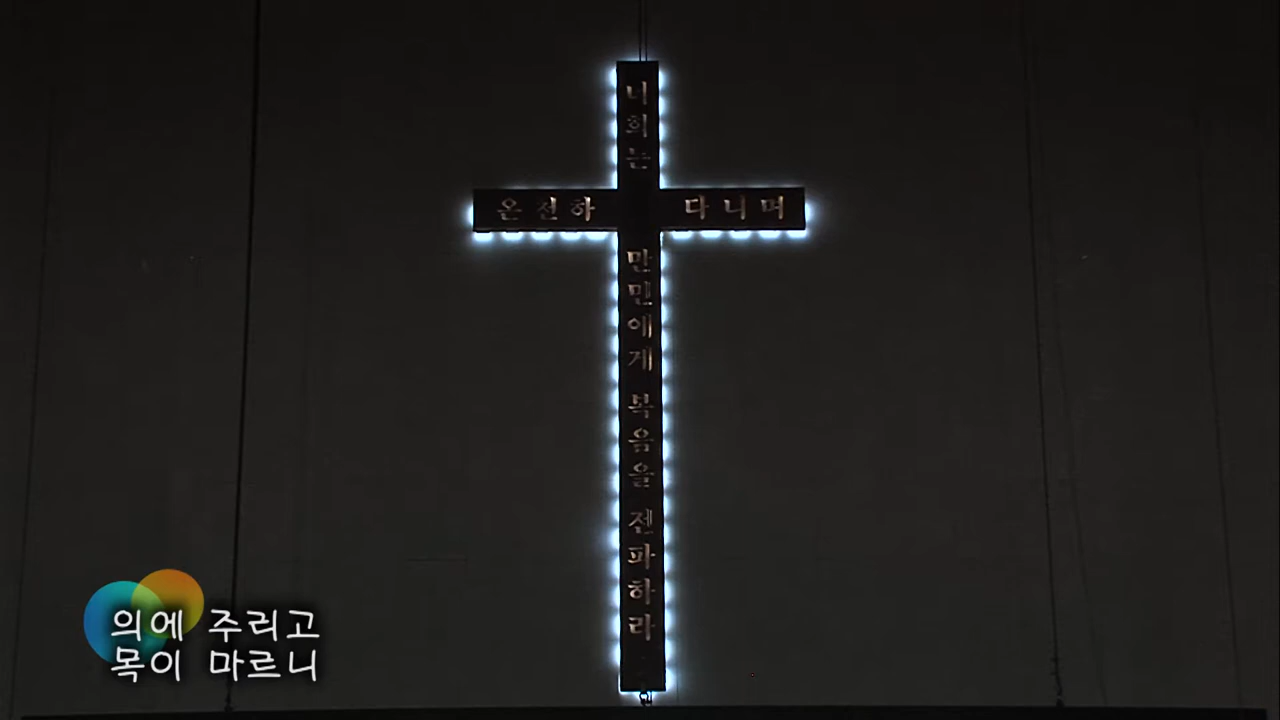 너희는
온 천하 다니며
만민에게 복음을 전파하라
의에 주리고
목이 마르니